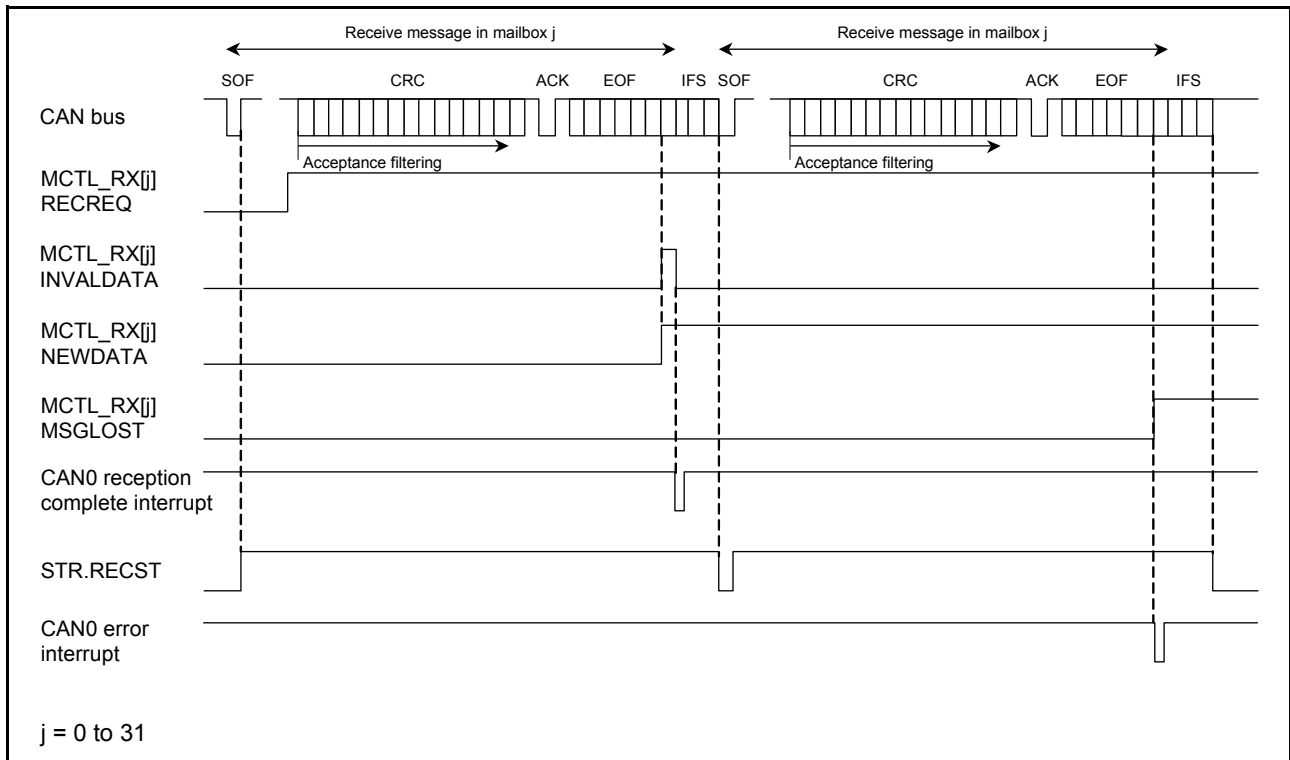 Receive message in mailbox j Receive message in mailbox j
SOF CRC ACK EOF IFS SOF CRC ACK EOF IFS
CAN bus
Acceptance filtering Acceptance filtering
MCTL_RX[j]
RECREQ
MCTL_RX[j]
INVALDATA
MCTL_RX[j]
NEWDATA
MCTL_RX[j]
MSGLOST
CAN0 reception
complete interrupt
STR.RECST
CAN0 error
interrupt
j = 0 to 31